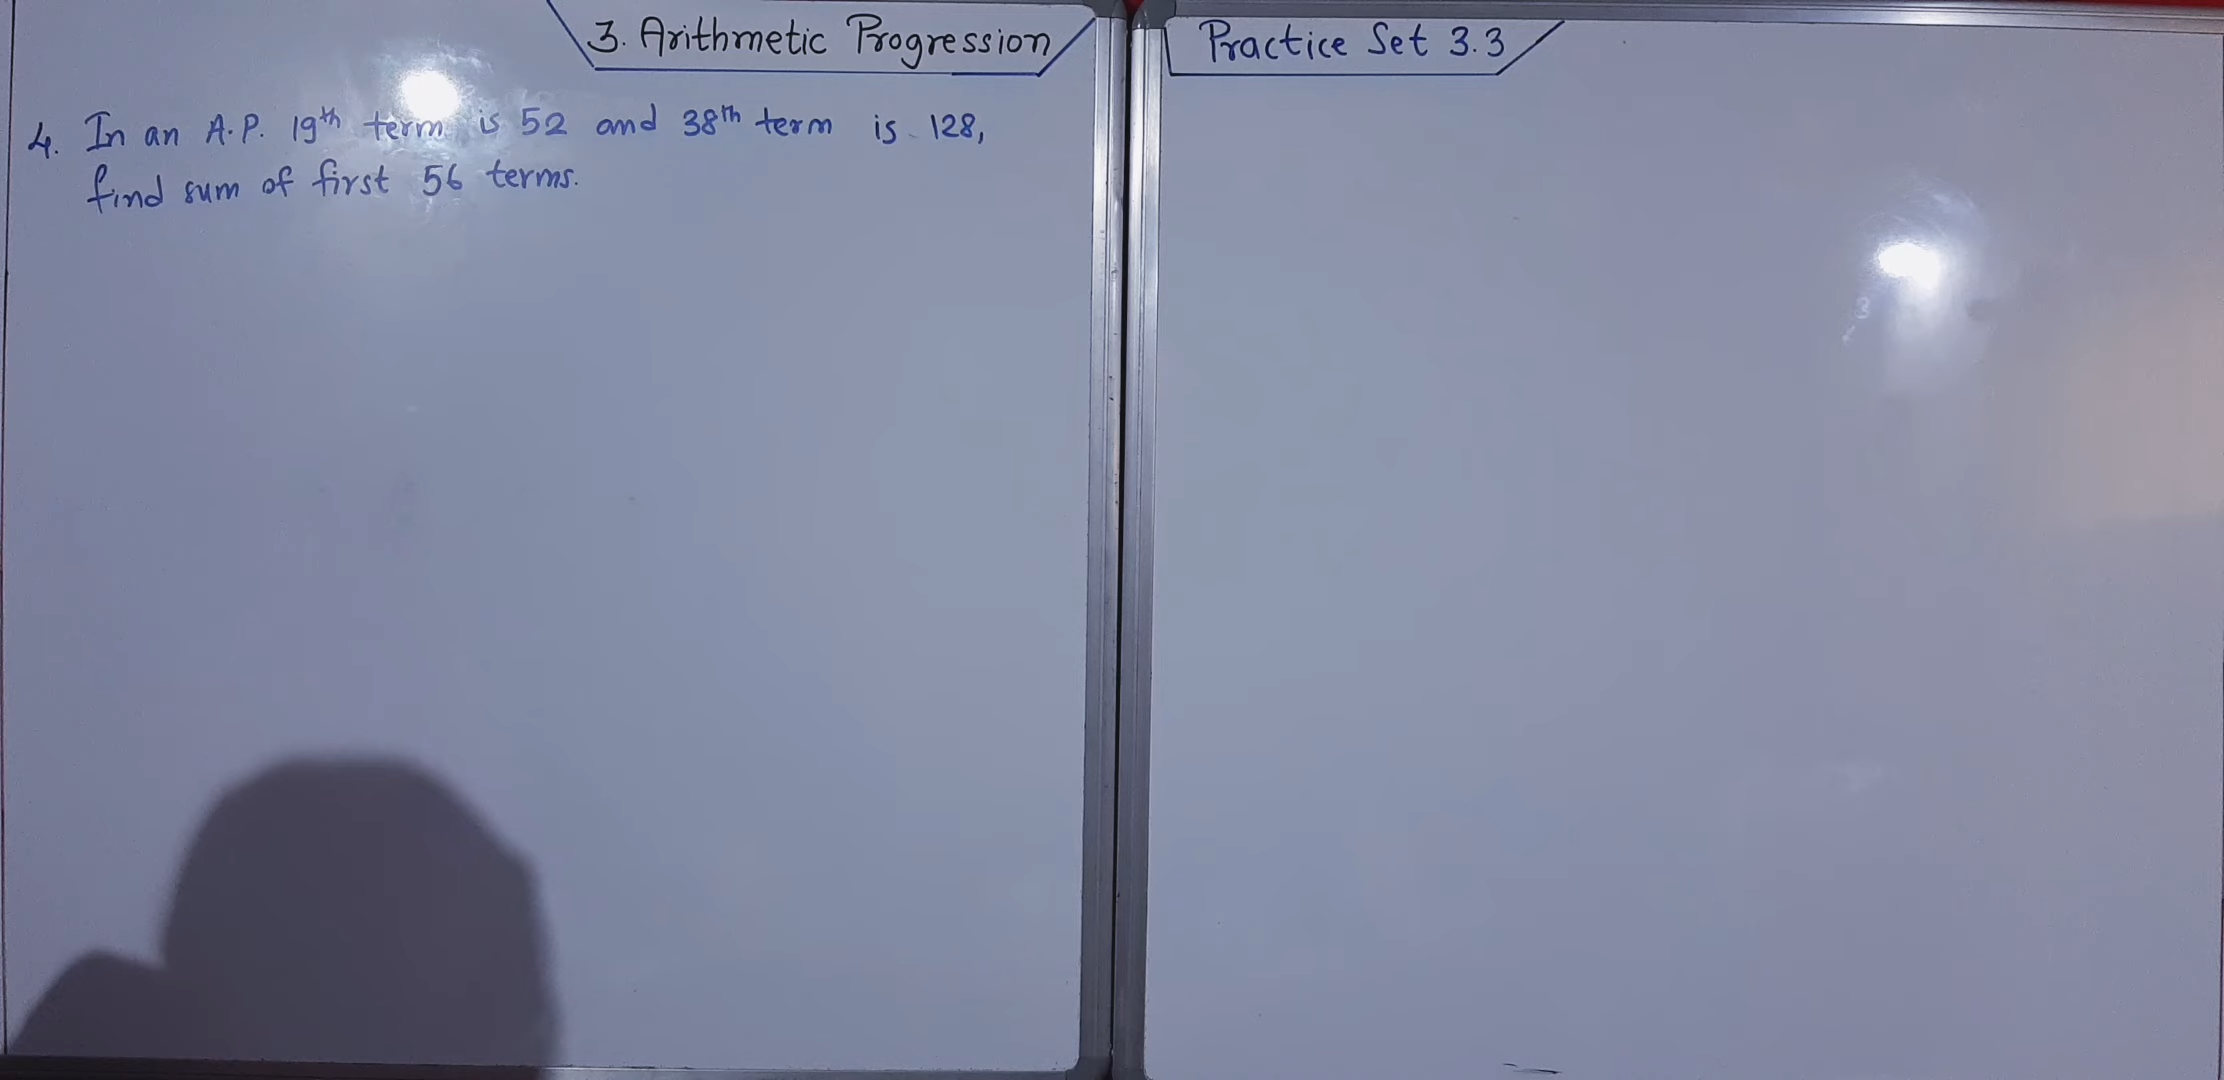 3. Arithmetic Progression
Practice Set 3.3
4. In an A.P. 19th term is 52 and 38th term is 128,
find sum of first 56 terms.